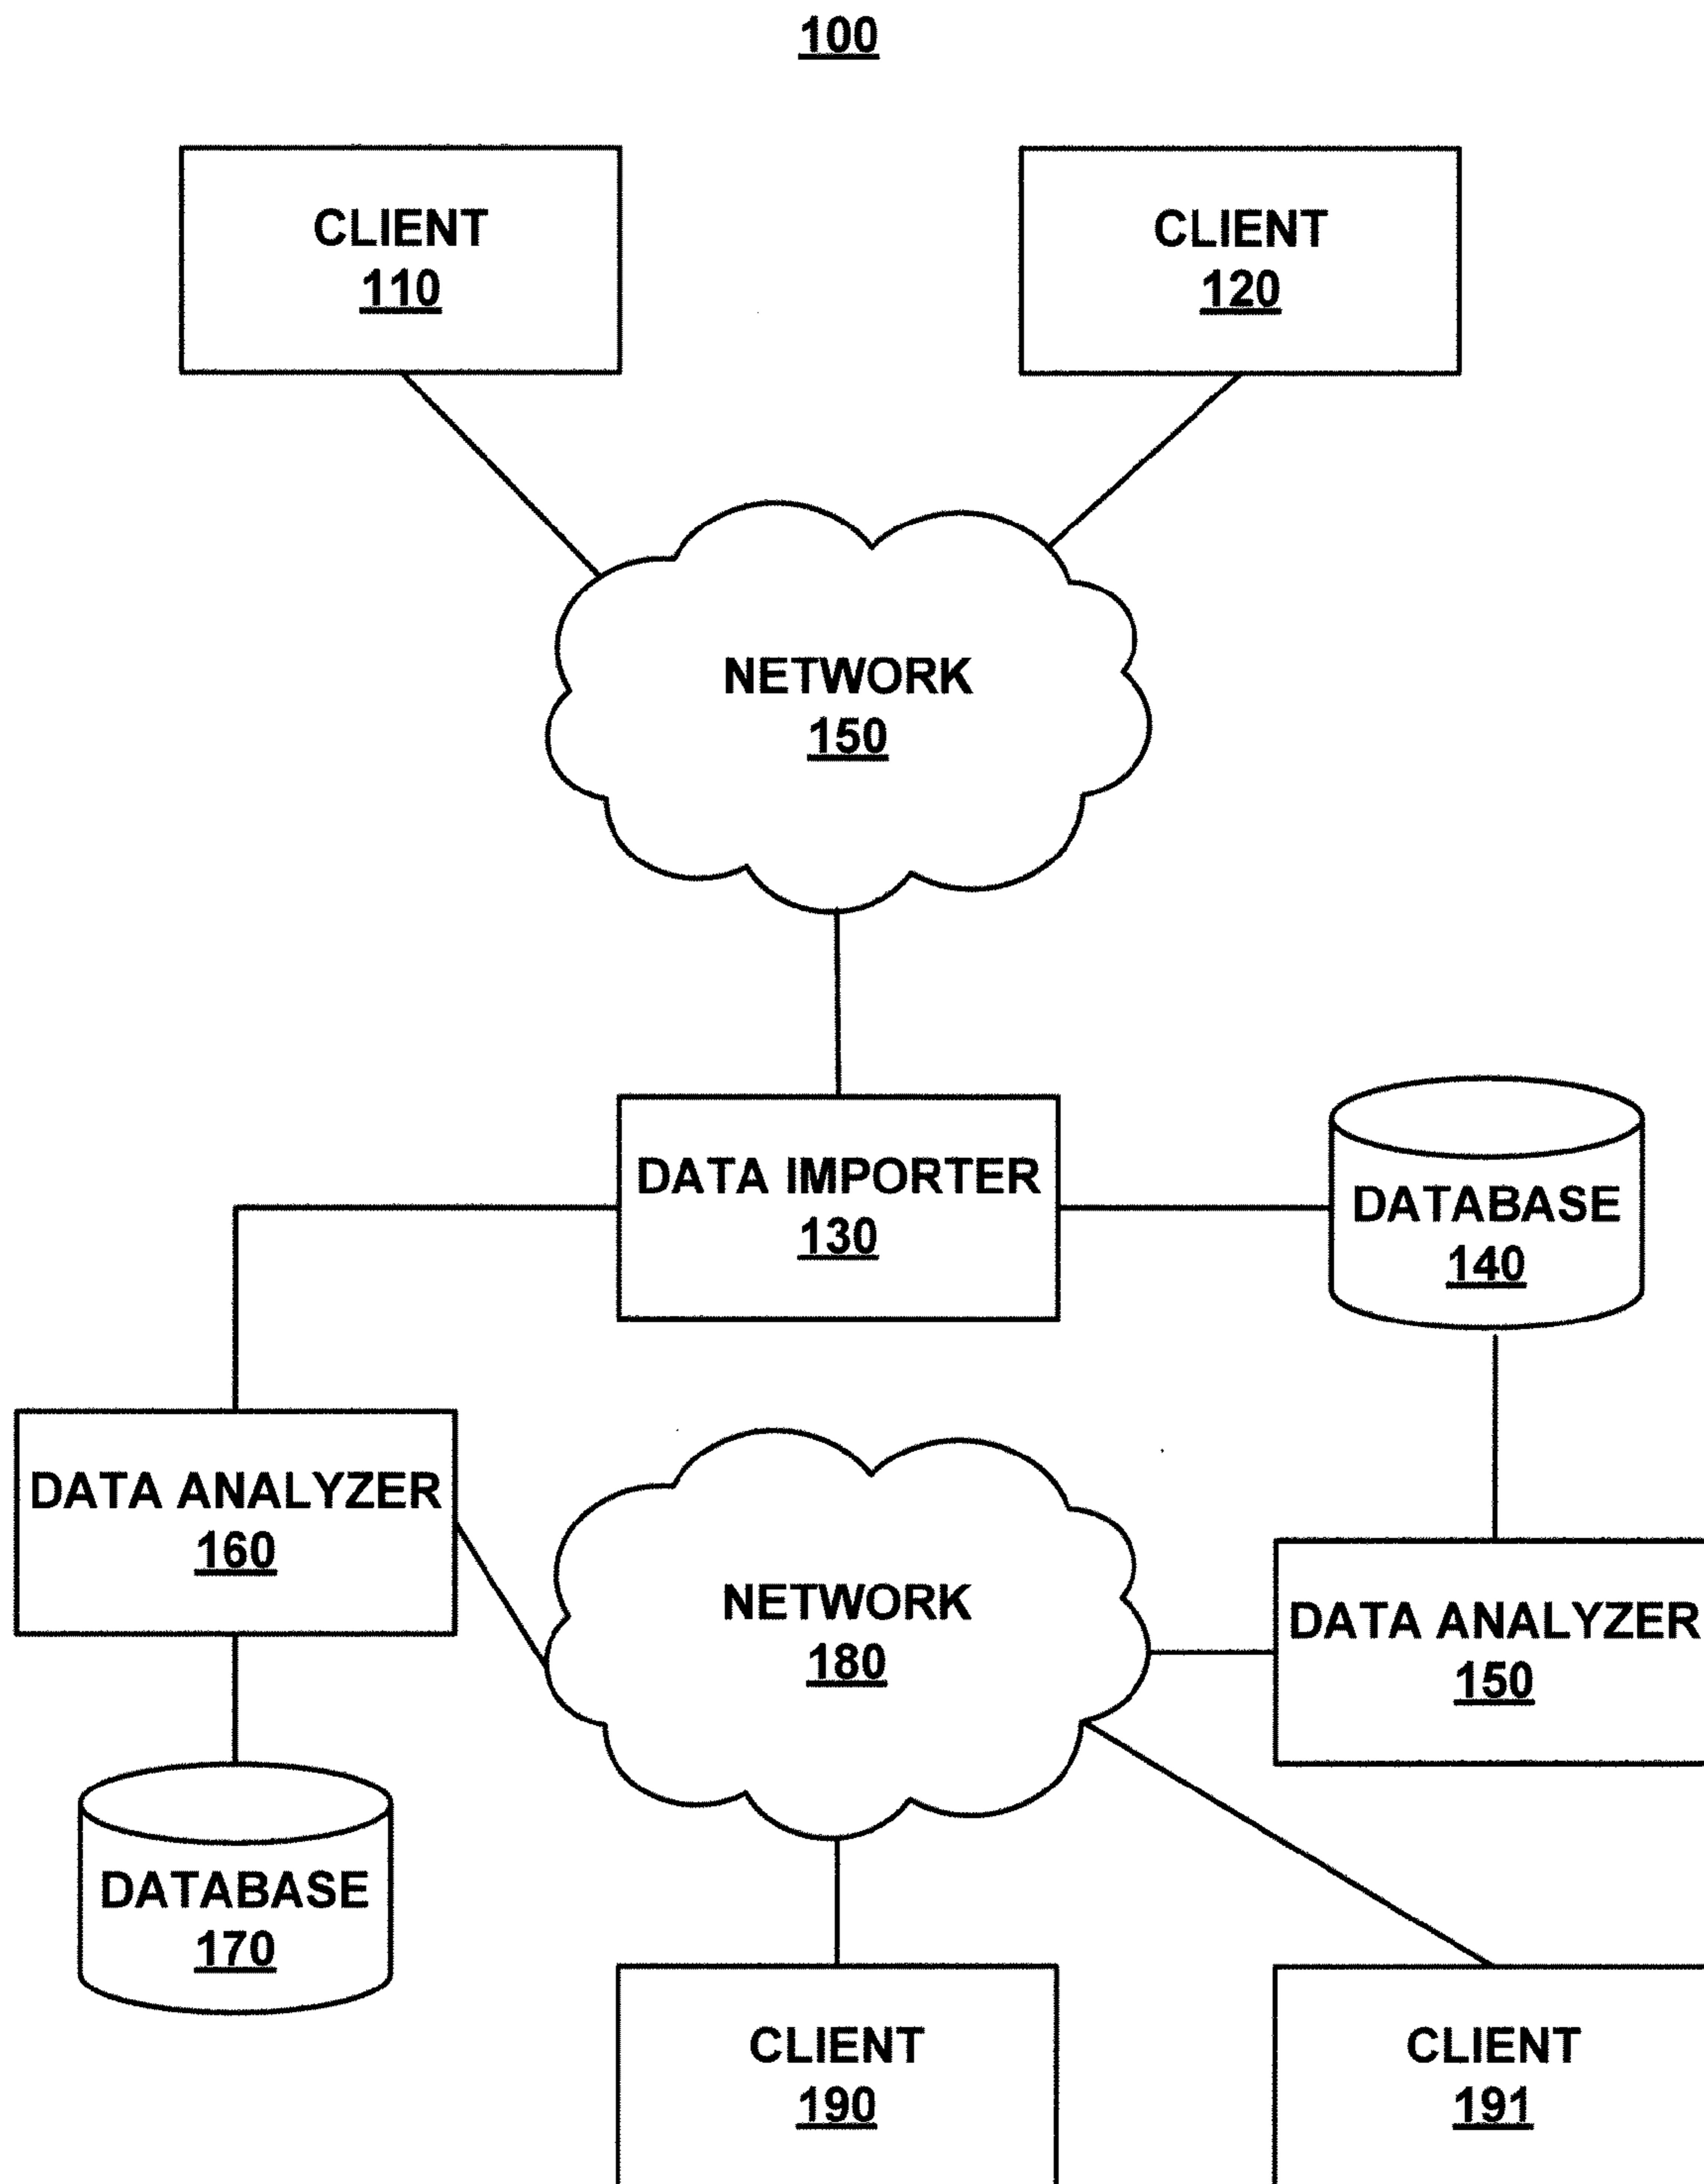 100
CLIENT
110
CLIENT
120
NETWORK
150
DATA IMPORTER
130
DATABASE
140
DATA ANALYZER
160
NETWORK
180
DATA ANALYZER
150
DATABASE
170
CLIENT
190
CLIENT
191